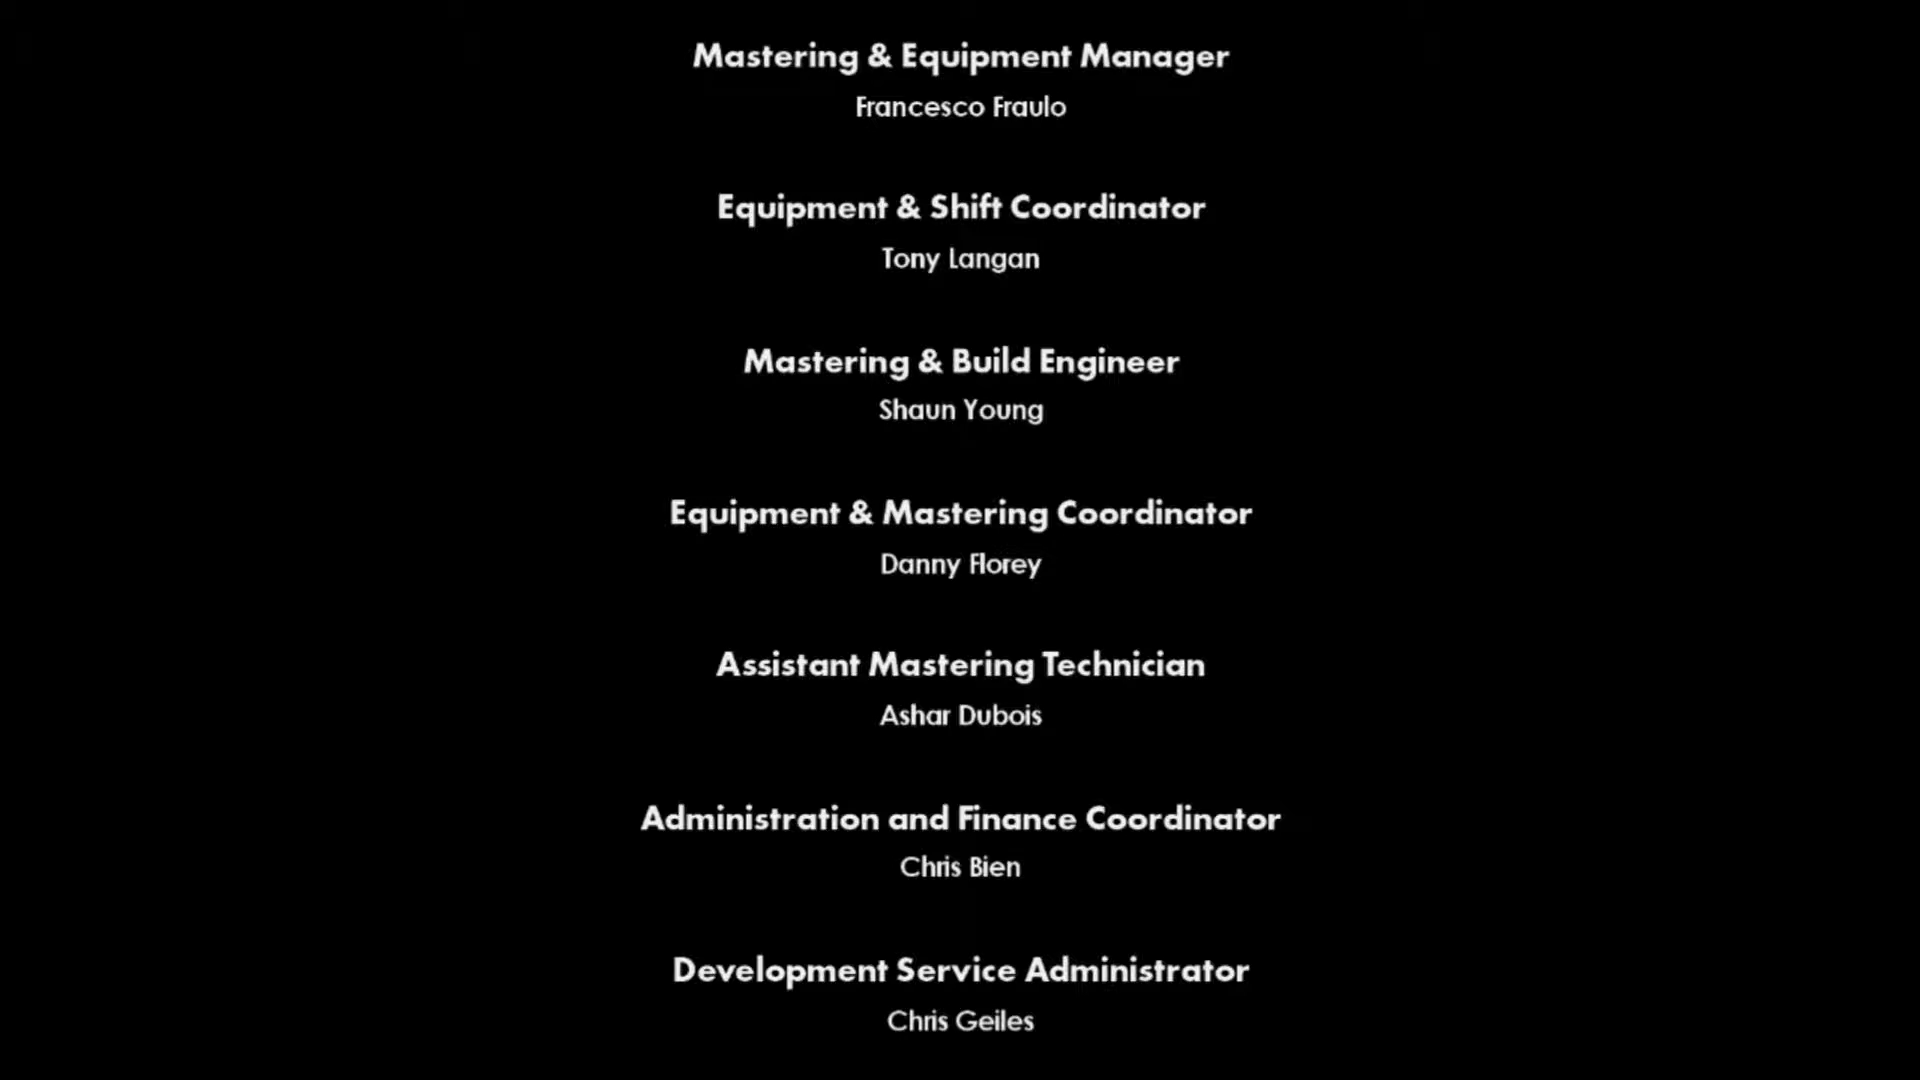 Mastering & Equipment Manager
Francesco Fraulo
Equipment & Shift Coordinator
Tony Langan
Mastering & Build Engineer
Shaun Young
Equipment & Mastering Coordinator
Danny Florey
Assistant Mastering Technician
Ashar Dubois
Administration and Finance Coordinator
Chris Bien
Development Service Administrator
Chris Geiles